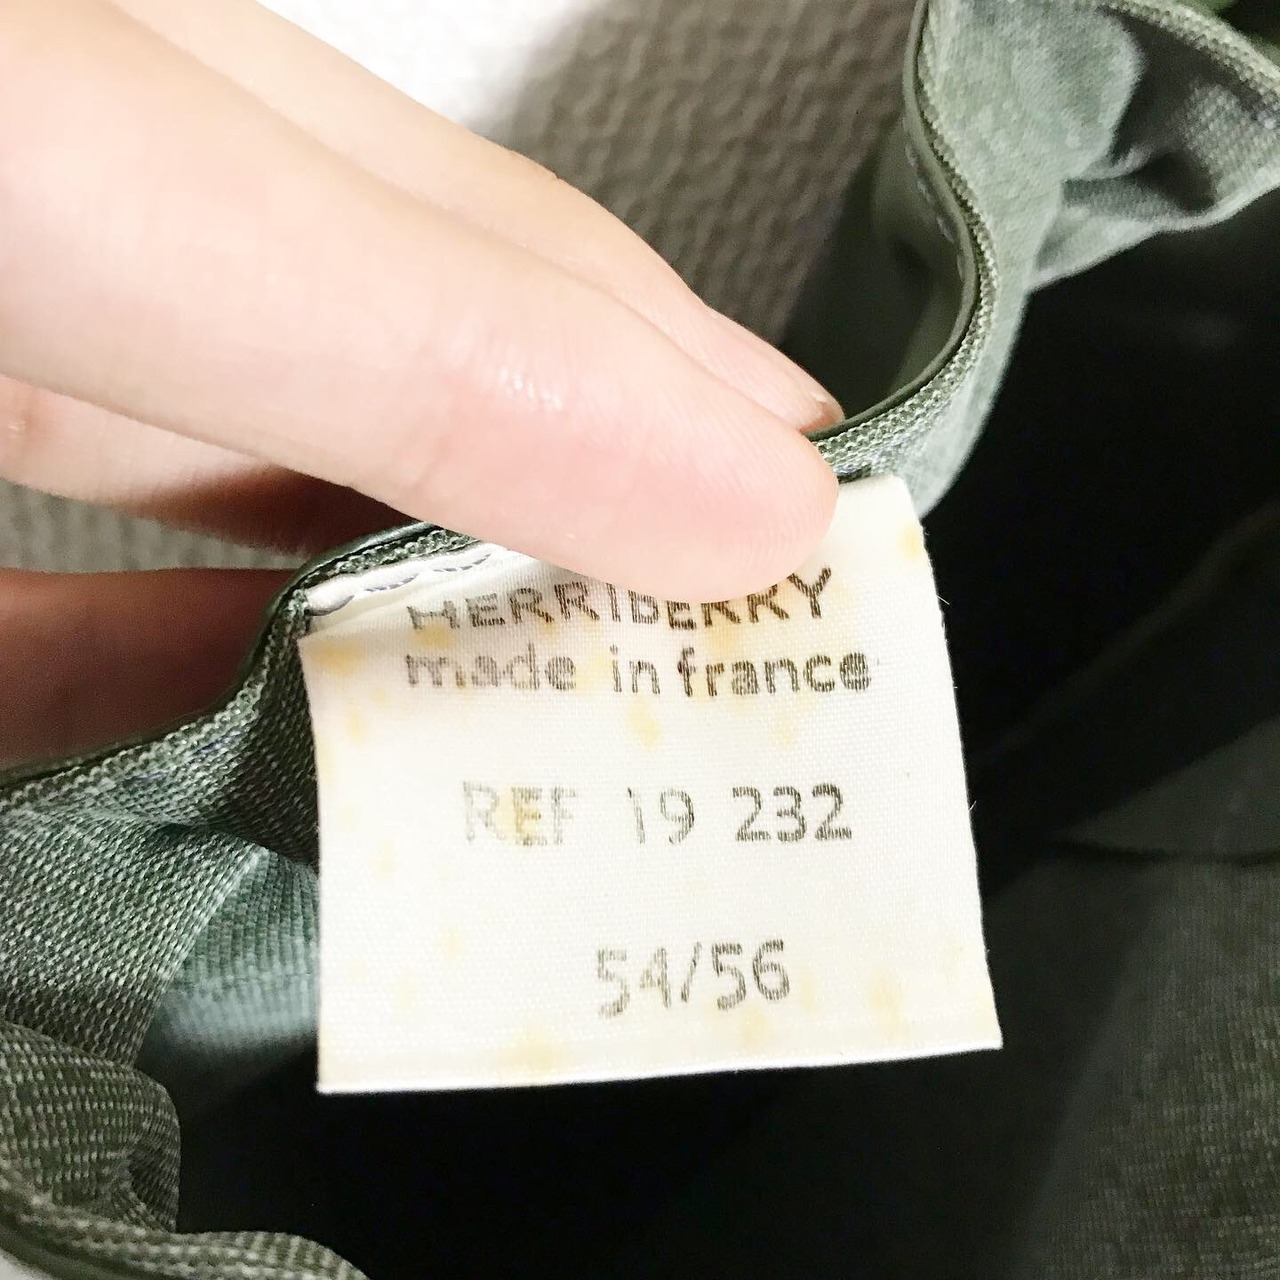 HERRIBERRY
made in france
REF 19 232
54/56